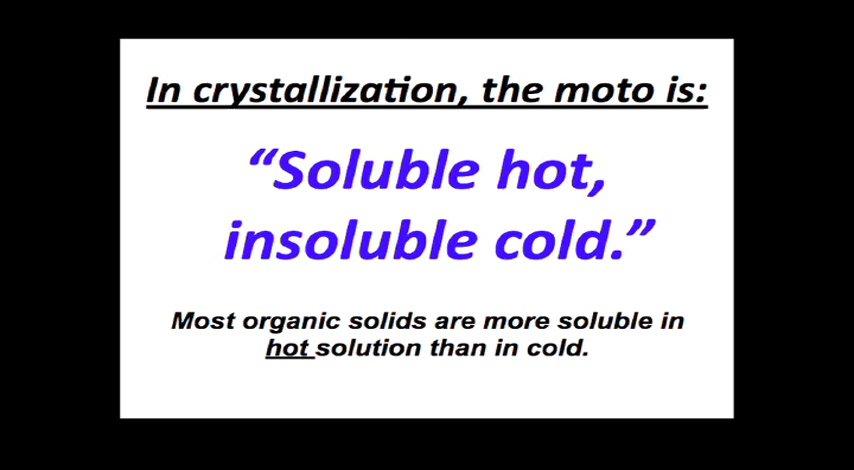 In crystallization, the moto is:
“Soluble hot,
insoluble cold.”
Most organic solids are more soluble in
hot solution than in cold.